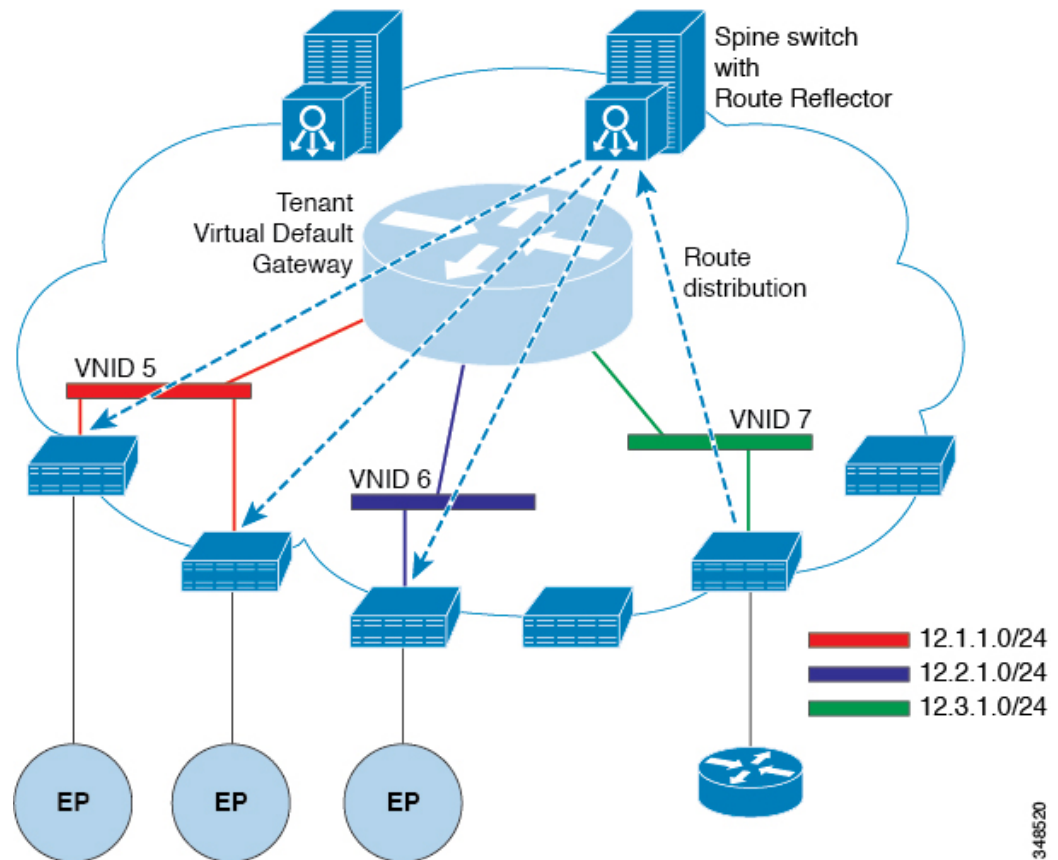 Spine switch
with
Route Reflector
Tenant
Virtual Default
Gateway
Route
distribution
VNID 5
VNID 7
VNID 6
12.1.1.0/24
12.2.1.0/24
12.3.1.0/24
EP
EP
EP
348520